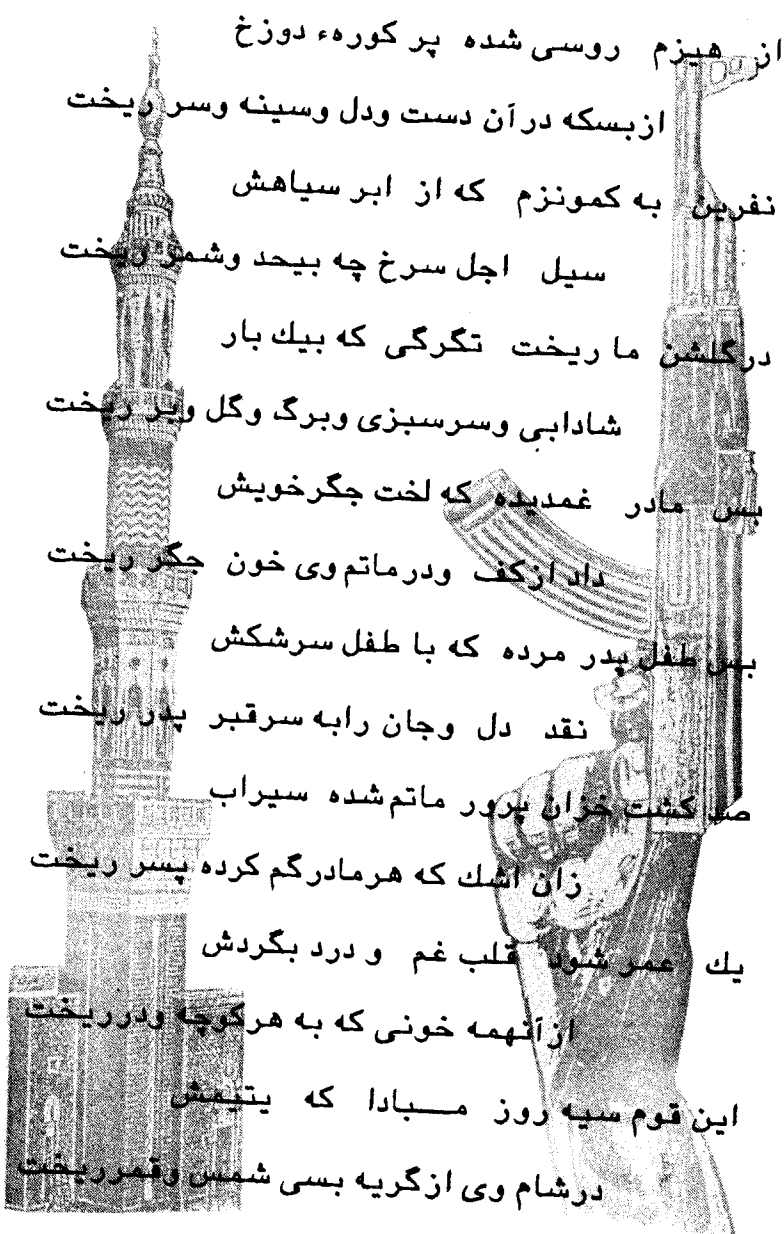 از هیزم روسی شده پر کورهء دوزخ
ازبسکه در آن دست ودل وسینه وسر ریخت
نفرین به کمونزم که از ابر سیاهش
سیل اجل سرخ چه بیحد وشمر ریخت
درگلشن ما ریخت تگرگی که بیك بار
شادابی وسرسبزی وبرگ وگل وبر ریخت
بس مادر غمدیده که لخت جگرخویش
داد ازکف ودر ماتم وی خون جگر ریخت
بس طفل پدر مرده که با طفل سرشکش
نقد دل وجان رابه سرقبر پدر ریخت
صد کشت خزان پرور ماتم شده سیراب
زان اشك که هرمادرگم کرده پسر ریخت
یك عمر شود قلب غم و درد بگردش
ازآنهمه خونی که به هرکوچه ودرریخت
این قوم سیه روز مـبادا که یتیمش
درشام وی ازگریه بسی شمس وقمرریخت